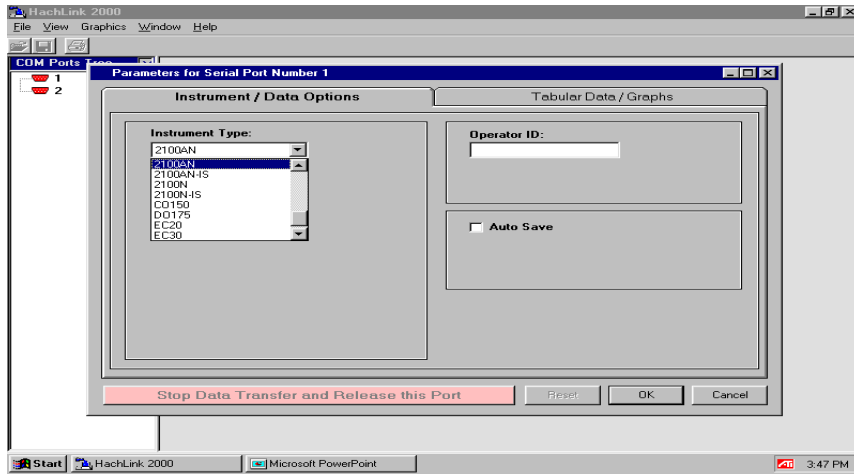 HachLink 2000
File View Graphics Window Help
COM Ports Tree
1
2
Parameters for Serial Port Number 1
Instrument / Data Options
Tabular Data / Graphs
Instrument Type:
2100AN
2100AN
2100AN-IS
2100N
2100N-IS
CO150
DO175
EC20
EC30
Operator ID:
Auto Save
Stop Data Transfer and Release this Port
Reset
OK
Cancel
Start
HachLink 2000
Microsoft PowerPoint
ATI
3:47 PM